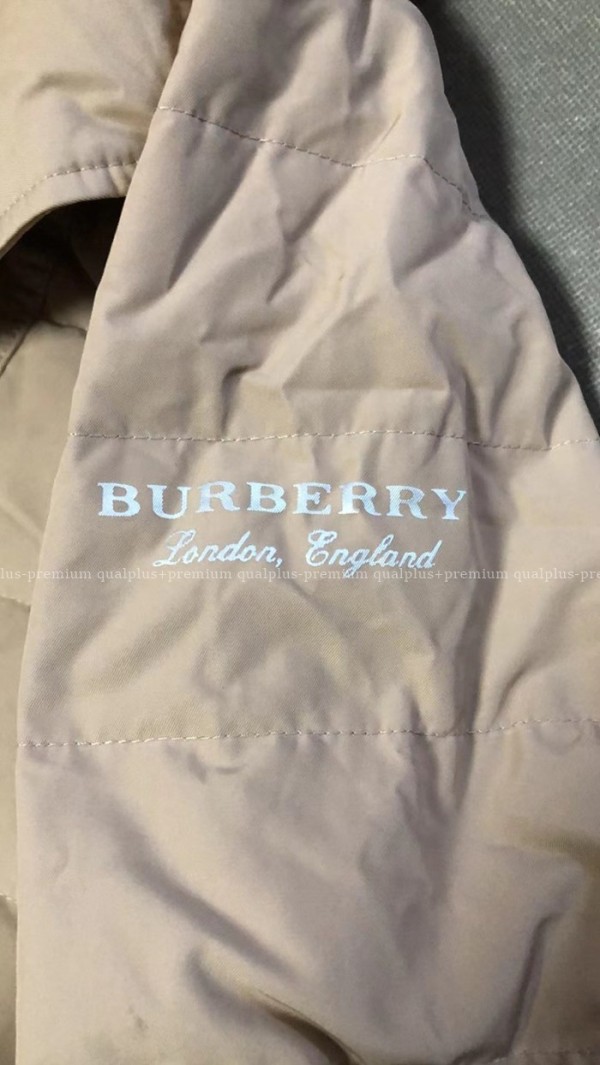 BURBERRY
London, England
plus-premium qualplus+premium qualplus-premium qualplus+premium qualplus-pre